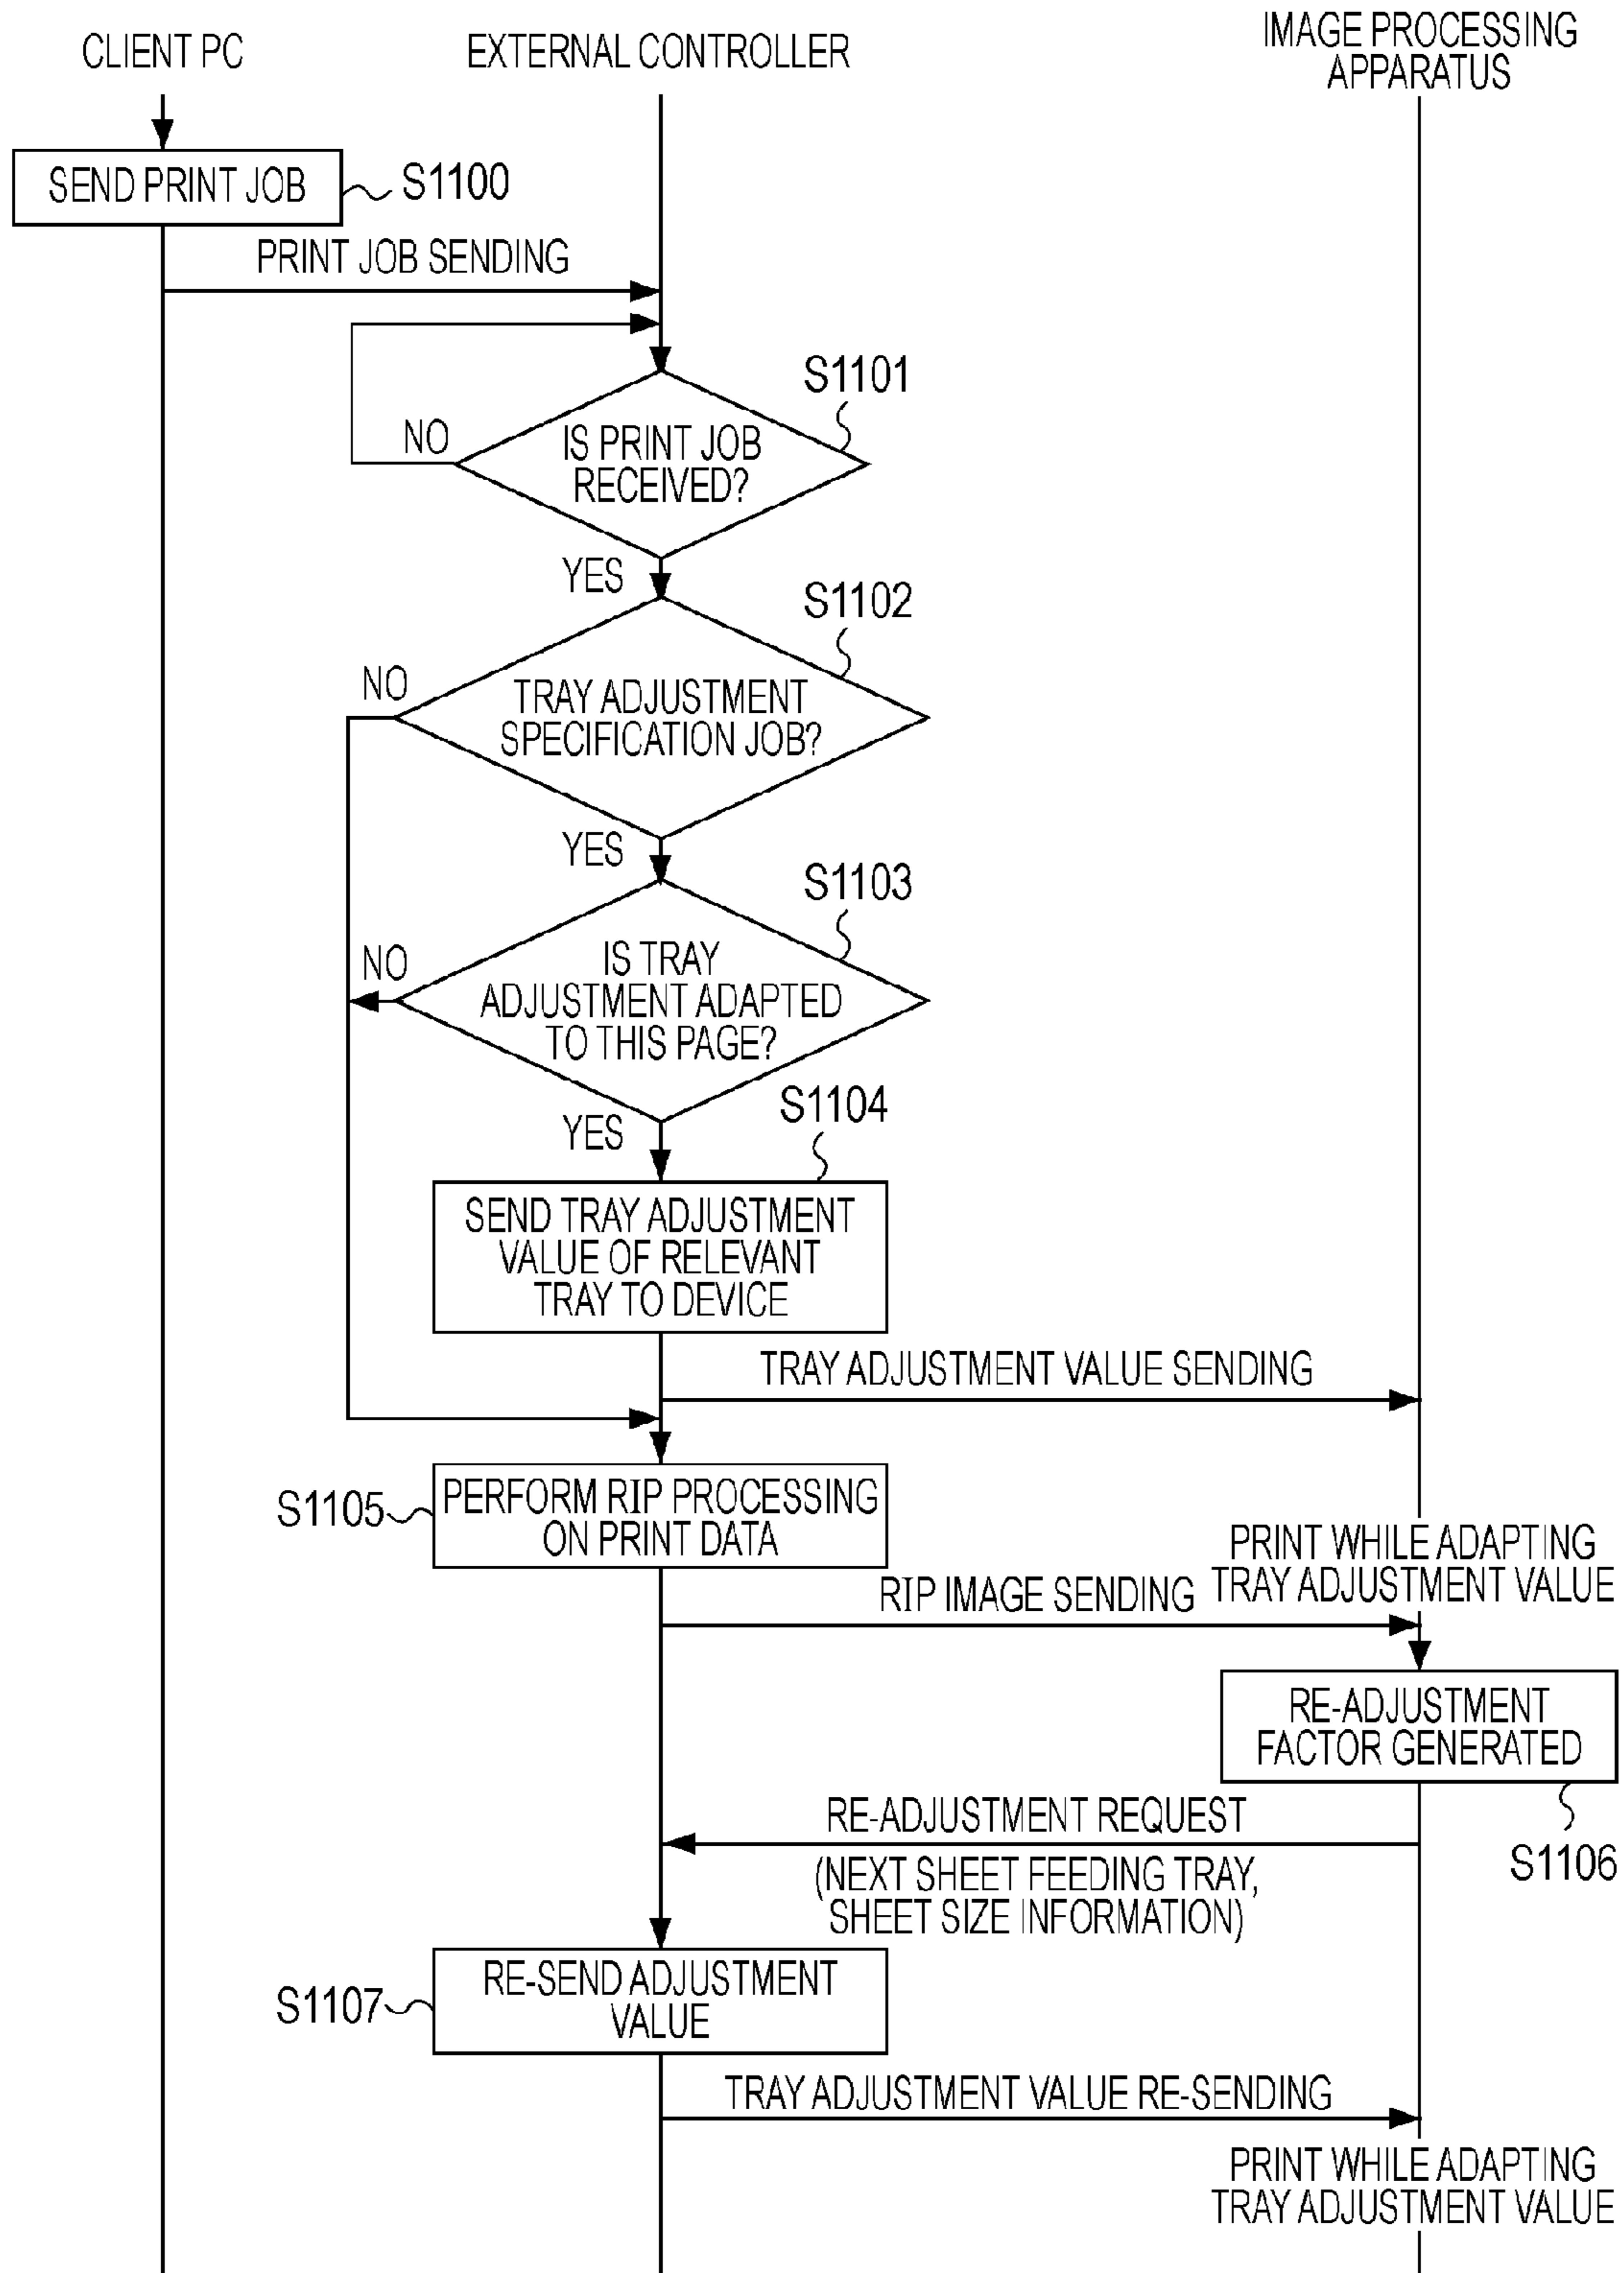 CLIENT PC
EXTERNAL CONTROLLER
IMAGE PROCESSING
APPARATUS
SEND PRINT JOB
S1100
PRINT JOB SENDING
S1101
NO
IS PRINT JOB
RECEIVED?
YES
S1102
NO
TRAY ADJUSTMENT
SPECIFICATION JOB?
YES
S1103
NO
IS TRAY
ADJUSTMENT ADAPTED
TO THIS PAGE?
YES
S1104
SEND TRAY ADJUSTMENT
VALUE OF RELEVANT
TRAY TO DEVICE
TRAY ADJUSTMENT VALUE SENDING
S1105
PERFORM RIP PROCESSING
ON PRINT DATA
PRINT WHILE ADAPTING
TRAY ADJUSTMENT VALUE
RIP IMAGE SENDING
RE-ADJUSTMENT
FACTOR GENERATED
S1106
RE-ADJUSTMENT REQUEST
(NEXT SHEET FEEDING TRAY,
SHEET SIZE INFORMATION)
S1107
RE-SEND ADJUSTMENT
VALUE
TRAY ADJUSTMENT VALUE RE-SENDING
PRINT WHILE ADAPTING
TRAY ADJUSTMENT VALUE